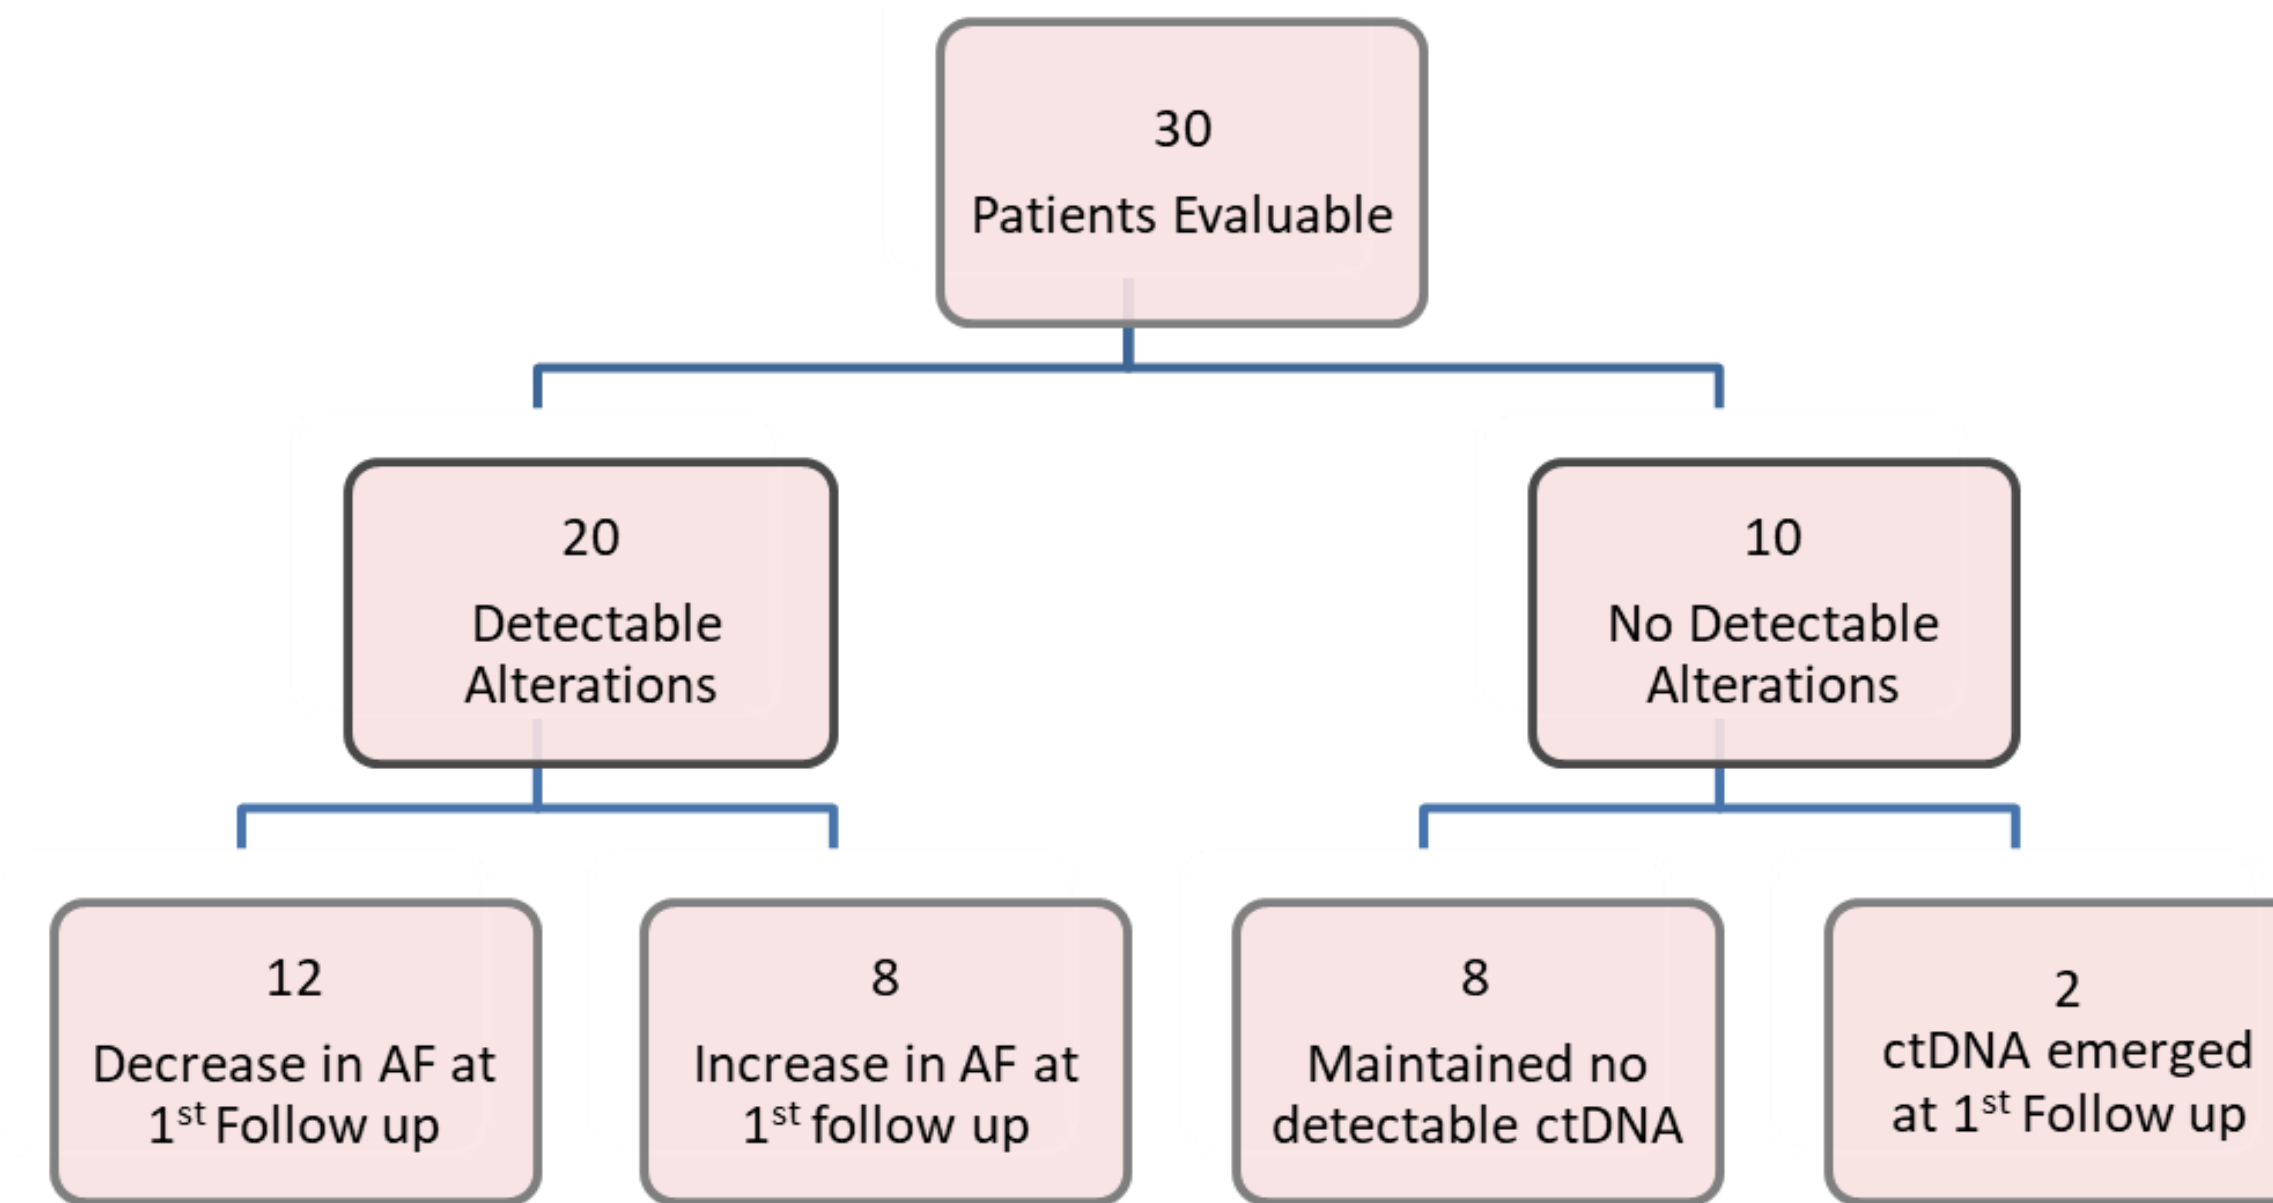 30
Patients Evaluable
20
Detectable
Alterations
10
No Detectable
Alterations
12
Decrease in AF at
1st Follow up
8
Increase in AF at
1st follow up
8
Maintained no
detectable ctDNA
2
ctDNA emerged
at 1st Follow up